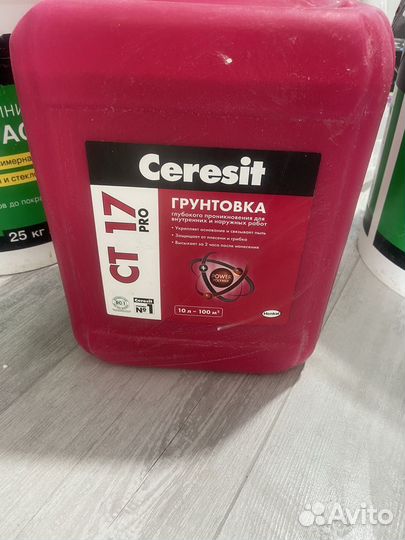 Ceresit
CT 17
PRO
ГРУНТОВКА
глубокого проникновения для
внутренних и наружных работ
• Укрепляет основание и связывает пыль
• Защищает от плесени и грибка
• Высыхает за 2 часа после нанесения
POWER
Ceresit
№1
10 л ~ 100 м²
Henkel
25 кг
Avito